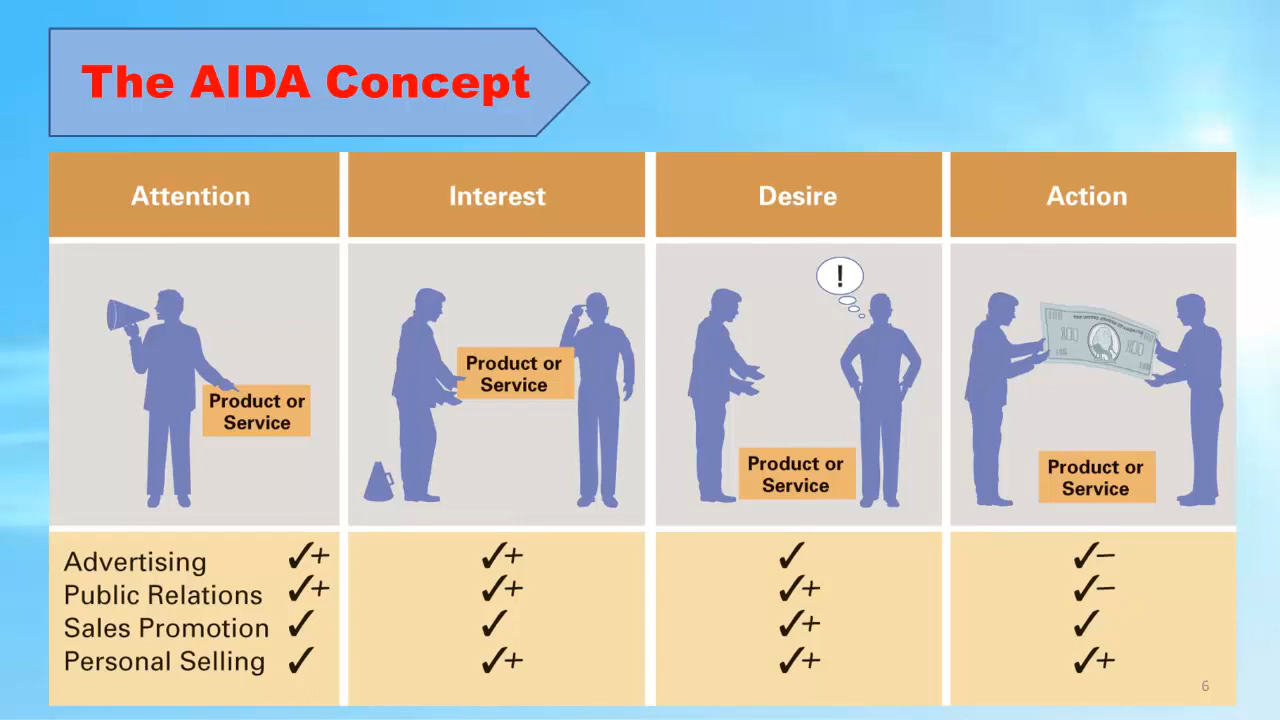 The AIDA Concept
Attention Interest Desire Action
Product or
Service
Product or
Service
!
Product or
Service
Product or
Service
Advertising ✓+ ✓+ ✓ ✓−
Public Relations ✓+ ✓+ ✓+ ✓−
Sales Promotion ✓ ✓ ✓+ ✓
Personal Selling ✓ ✓+ ✓+ ✓+
6